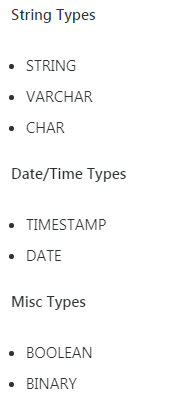 String Types
• STRING
• VARCHAR
• CHAR
Date/Time Types
• TIMESTAMP
• DATE
Misc Types
• BOOLEAN
• BINARY